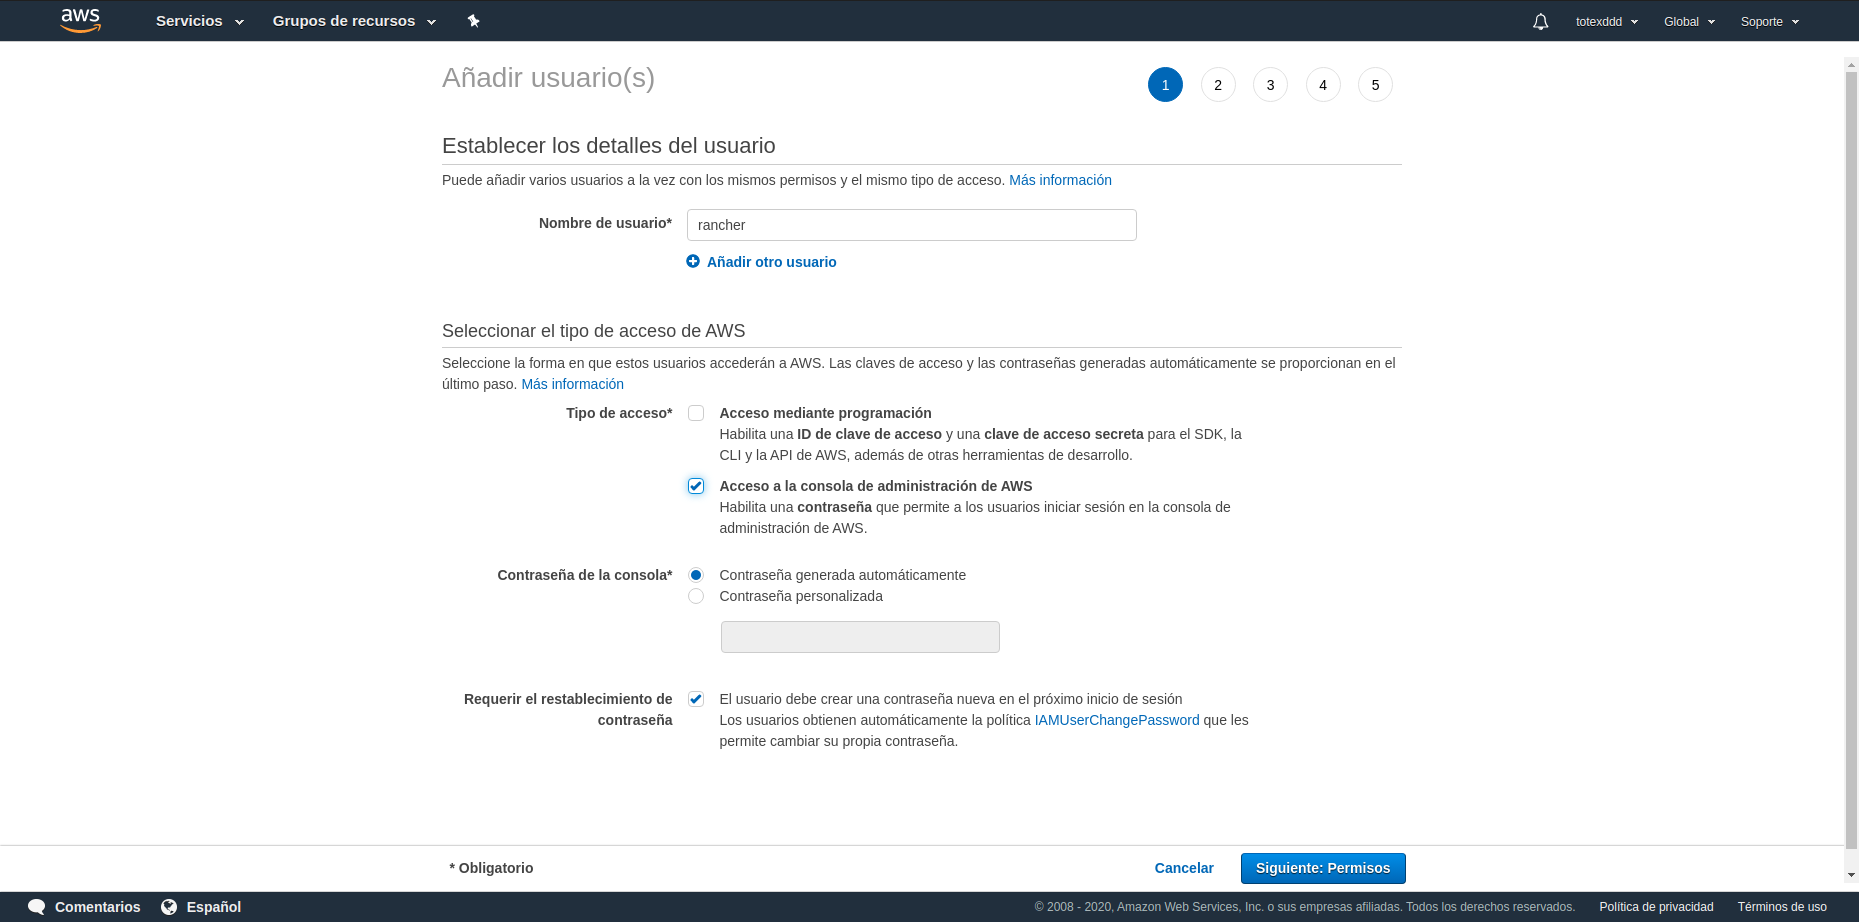 aws Servicios Grupos de recursos totexddd Global Soporte
Añadir usuario(s) 1 2 3 4 5
Establecer los detalles del usuario
Puede añadir varios usuarios a la vez con los mismos permisos y el mismo tipo de acceso. Más información
Nombre de usuario* rancher
Añadir otro usuario
Seleccionar el tipo de acceso de AWS
Seleccione la forma en que estos usuarios accederán a AWS. Las claves de acceso y las contraseñas generadas automáticamente se proporcionan en el
último paso. Más información
Tipo de acceso* Acceso mediante programación
Habilita una ID de clave de acceso y una clave de acceso secreta para el SDK, la
CLI y la API de AWS, además de otras herramientas de desarrollo.
Acceso a la consola de administración de AWS
Habilita una contraseña que permite a los usuarios iniciar sesión en la consola de
administración de AWS.
Contraseña de la consola* Contraseña generada automáticamente
Contraseña personalizada
Requerir el restablecimiento de El usuario debe crear una contraseña nueva en el próximo inicio de sesión
contraseña Los usuarios obtienen automáticamente la política IAMUserChangePassword que les
permite cambiar su propia contraseña.
* Obligatorio Cancelar Siguiente: Permisos
Comentarios Español © 2008 - 2020, Amazon Web Services, Inc. o sus empresas afiliadas. Todos los derechos reservados. Política de privacidad Términos de uso